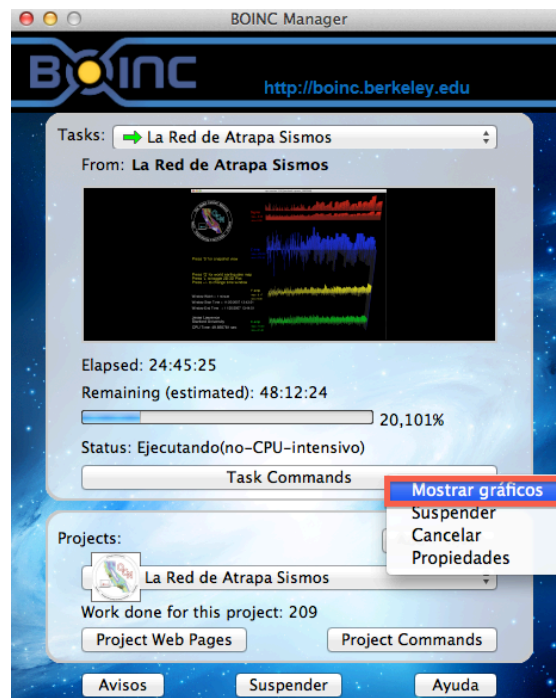 BOINC Manager
BOINC
http://boinc.berkeley.edu
Tasks: La Red de Atrapa Sismos
From: La Red de Atrapa Sismos
Elapsed: 24:45:25
Remaining (estimated): 48:12:24
20,101%
Status: Ejecutando(no-CPU-intensivo)
Task Commands
Mostrar gráficos
Suspender
Cancelar
Propiedades
Projects:
La Red de Atrapa Sismos
Work done for this project: 209
Project Web Pages
Project Commands
Avisos
Suspender
Ayuda